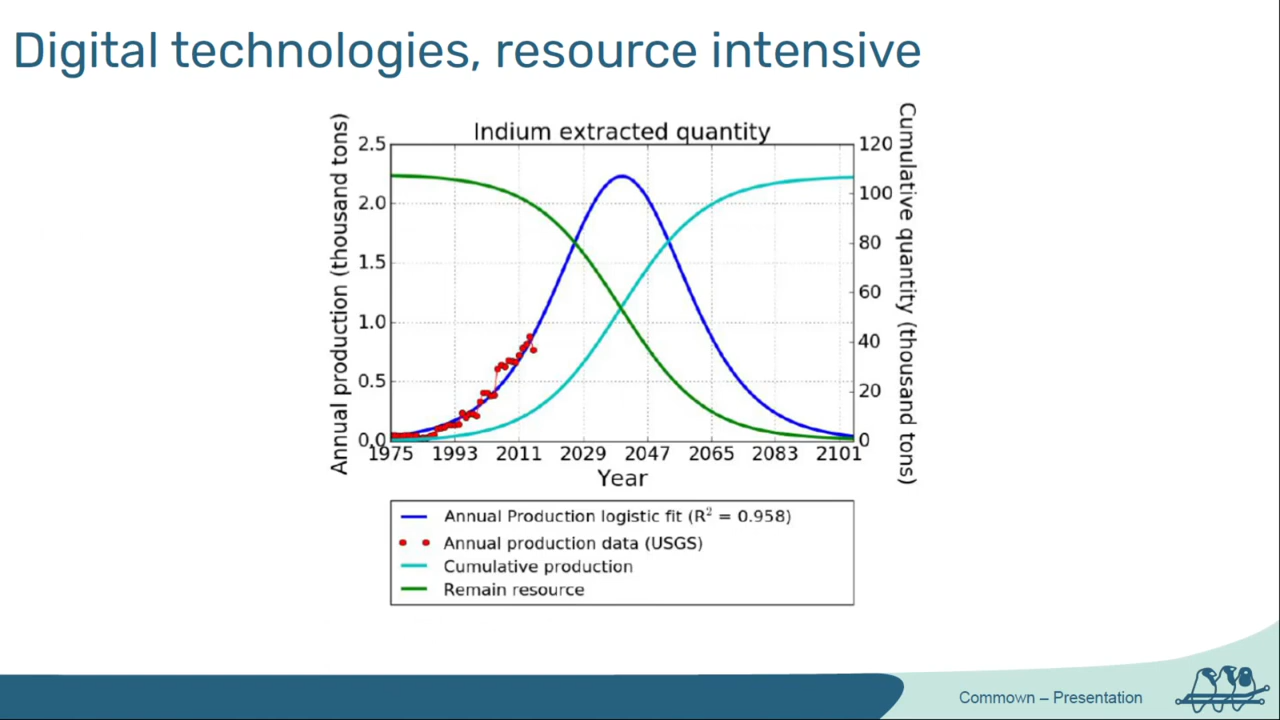 Digital technologies, resource intensive
Indium extracted quantity
Annual production (thousand tons)
2.5
2.0
1.5
1.0
0.5
0.0
Cumulative quantity (thousand tons)
120
100
80
60
40
20
0
1975 1993 2011 2029 2047 2065 2083 2101
Year
Annual Production logistic fit (R² = 0.958)
Annual production data (USGS)
Cumulative production
Remain resource
Commown – Presentation